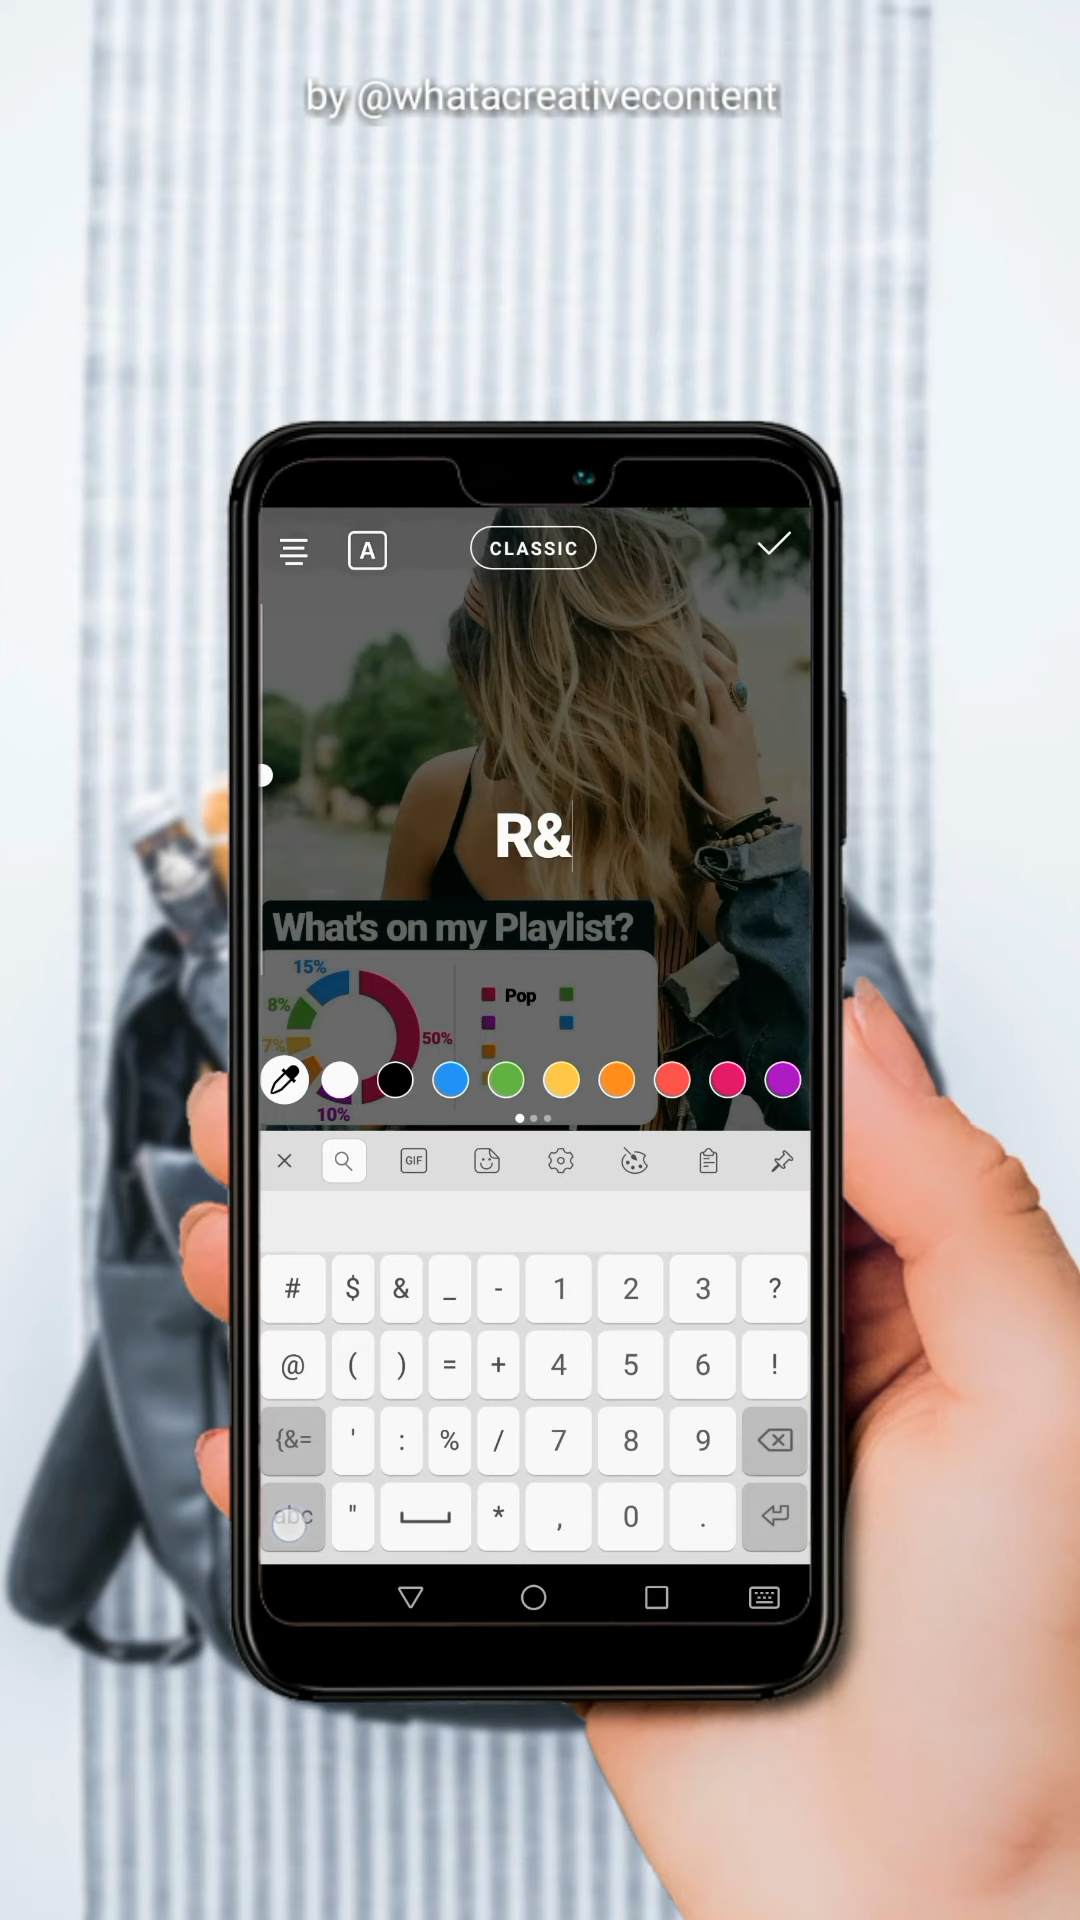 by @whatacreativecontent
A
CLASSIC
R&
What's on my Playlist?
15%
8%
Pop
50%
7%
10%
GIF
# $ & _ - 1 2 3 ?
@ ( ) = + 4 5 6 !
{&= ' : % / 7 8 9
abc " * , 0 .